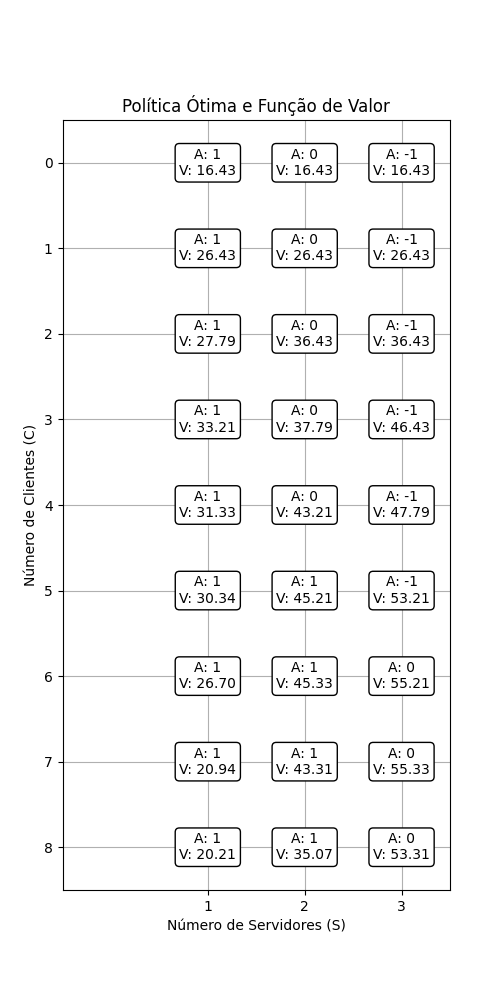 Política Ótima e Função de Valor
0
A: 1
V: 16.43
A: 0
V: 16.43
A: -1
V: 16.43
1
A: 1
V: 26.43
A: 0
V: 26.43
A: -1
V: 26.43
2
A: 1
V: 27.79
A: 0
V: 36.43
A: -1
V: 36.43
3
A: 1
V: 33.21
A: 0
V: 37.79
A: -1
V: 46.43
4
A: 1
V: 31.33
A: 0
V: 43.21
A: -1
V: 47.79
5
A: 1
V: 30.34
A: 1
V: 45.21
A: -1
V: 53.21
6
A: 1
V: 26.70
A: 1
V: 45.33
A: 0
V: 55.21
7
A: 1
V: 20.94
A: 1
V: 43.31
A: 0
V: 55.33
8
A: 1
V: 20.21
A: 1
V: 35.07
A: 0
V: 53.31
Número de Clientes (C)
1
2
3
Número de Servidores (S)